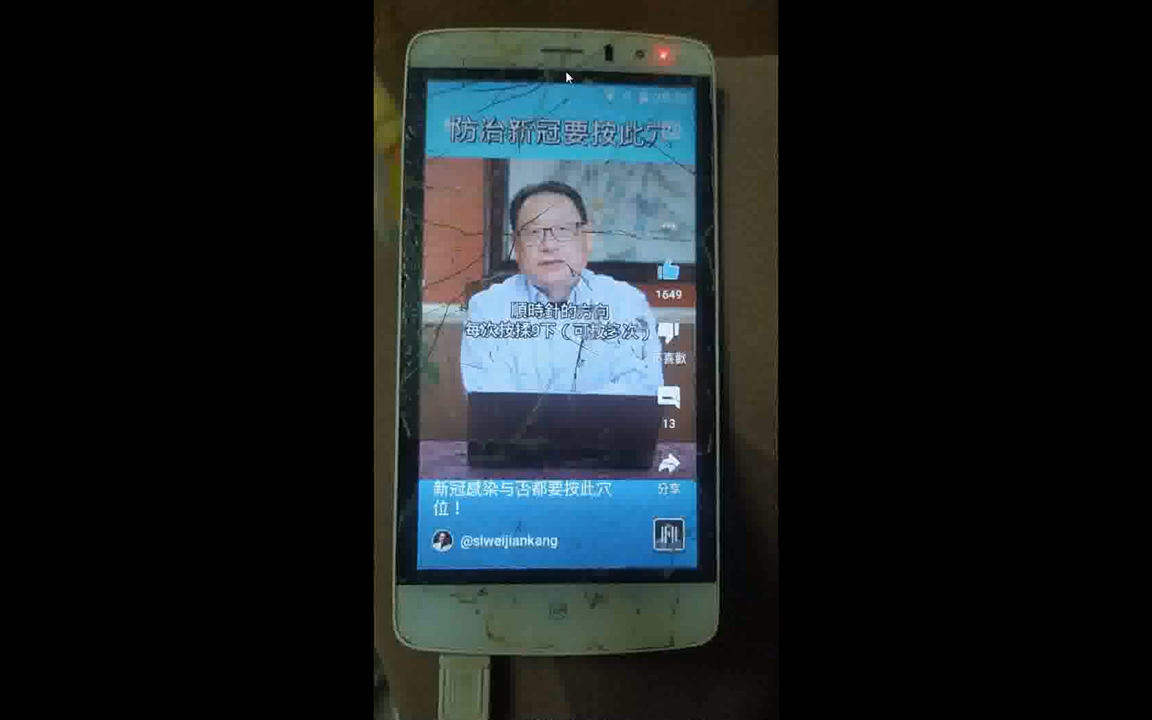 防治新冠要按此穴
1649
順時針的方向
每次按揉9下（可按多次）
不喜歡
13
分享
新冠感染与否都要按此穴
位！
@siweijiankang